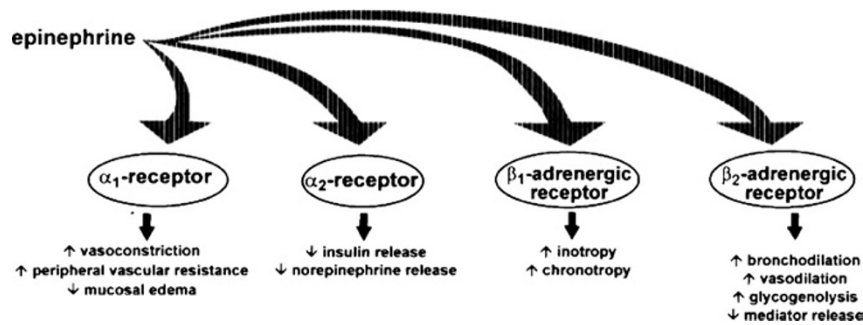 epinephrine
α₁-receptor
α₂-receptor
β₁-adrenergic
receptor
β₂-adrenergic
receptor
↑ vasoconstriction
↑ peripheral vascular resistance
↓ mucosal edema
↓ insulin release
↓ norepinephrine release
↑ inotropy
↑ chronotropy
↑ bronchodilation
↑ vasodilation
↑ glycogenolysis
↓ mediator release